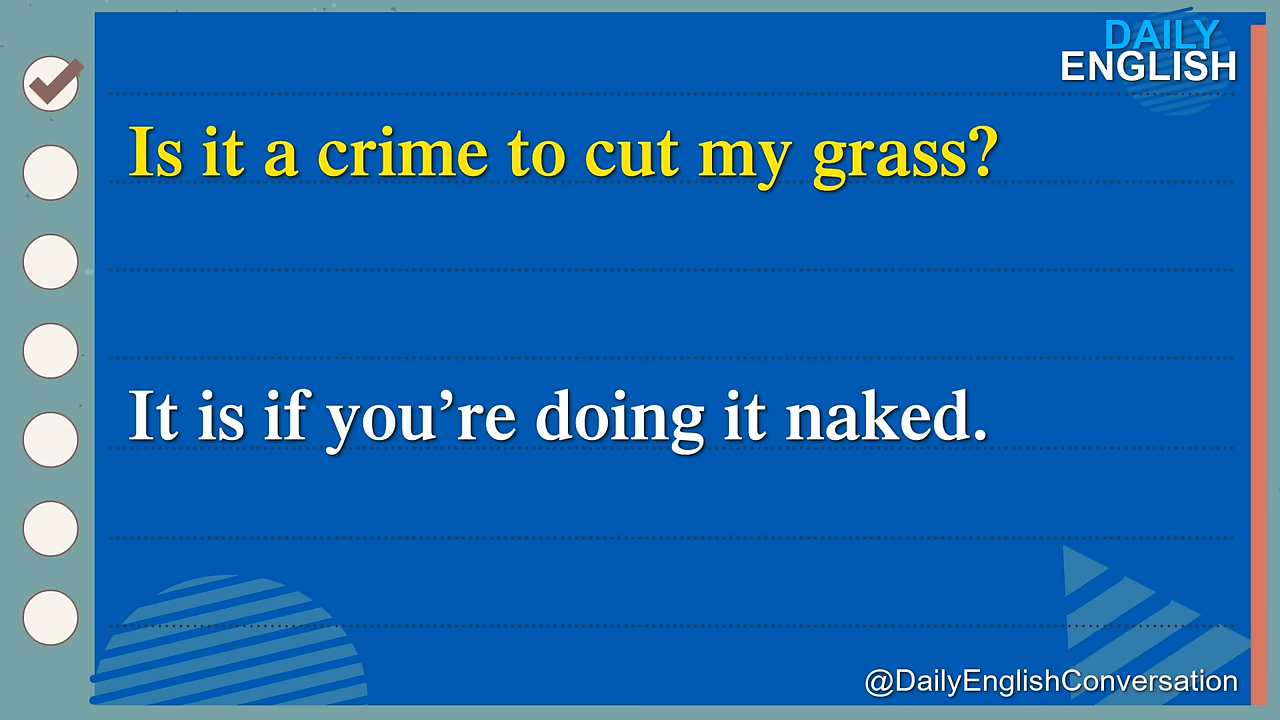 DAILY
ENGLISH
Is it a crime to cut my grass?
It is if you’re doing it naked.
@DailyEnglishConversation